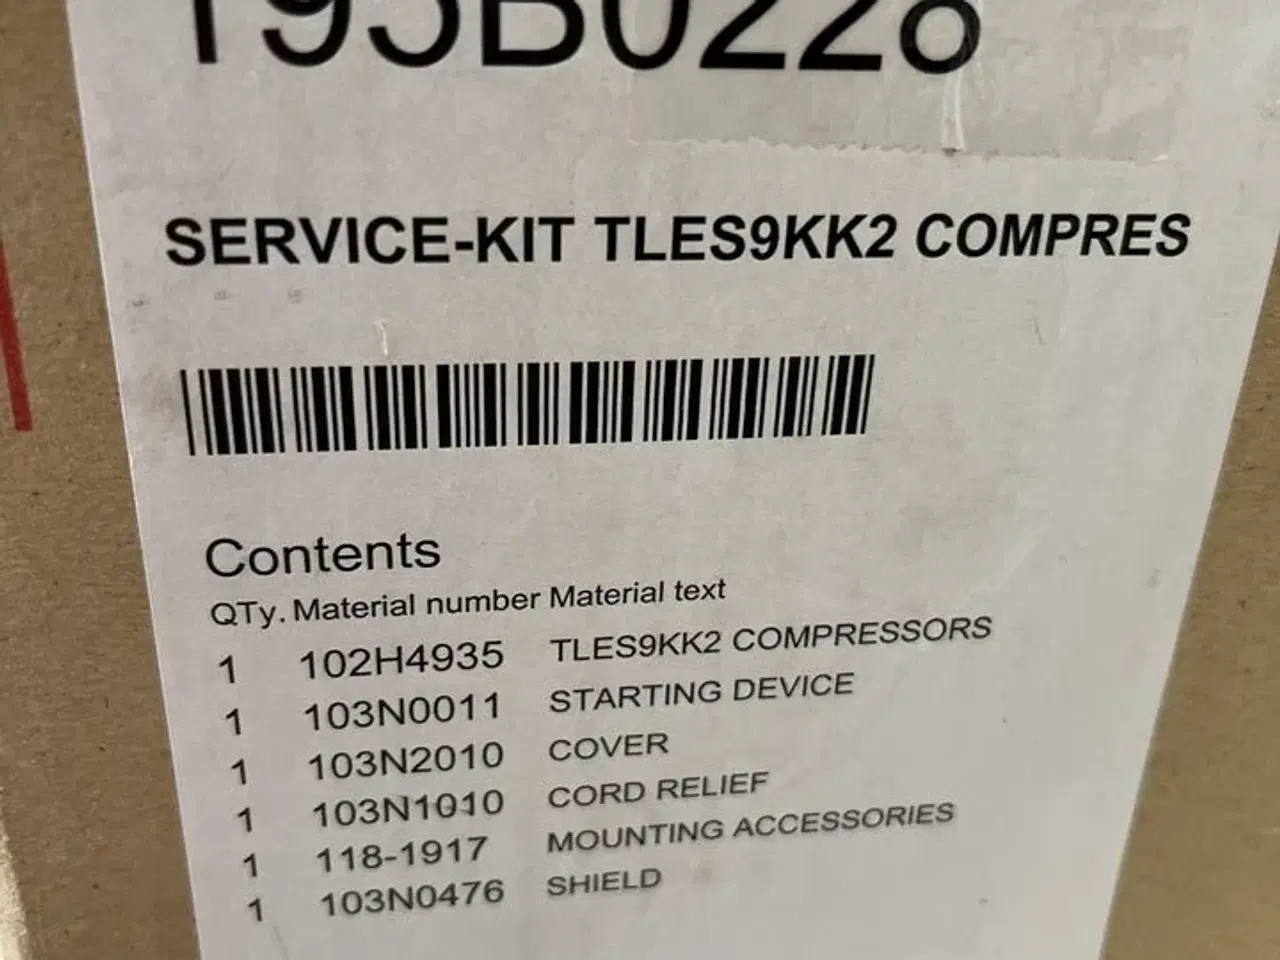 195B0228
SERVICE-KIT TLES9KK2 COMPRES
Contents
QTy. Material number Material text
1 102H4935 TLES9KK2 COMPRESSORS
1 103N0011 STARTING DEVICE
1 103N2010 COVER
1 103N1010 CORD RELIEF
1 118-1917 MOUNTING ACCESSORIES
1 103N0476 SHIELD